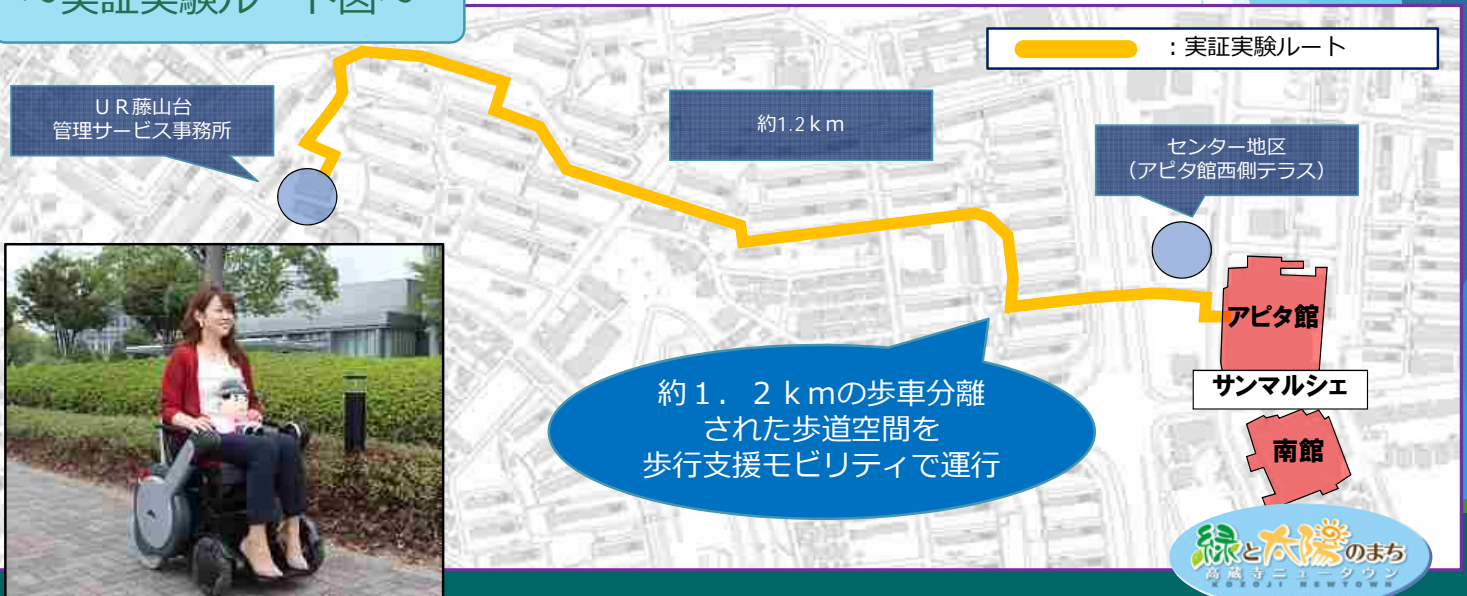 ～実証実験ルート図～
：実証実験ルート
ＵＲ藤山台
管理サービス事務所
約1.2ｋｍ
センター地区
（アピタ館西側テラス）
アピタ館
サンマルシェ
南館
約１．２ｋｍの歩車分離
された歩道空間を
歩行支援モビリティで運行
緑と太陽のまち
高蔵寺ニュータウン
KOZOJI NEWTOWN